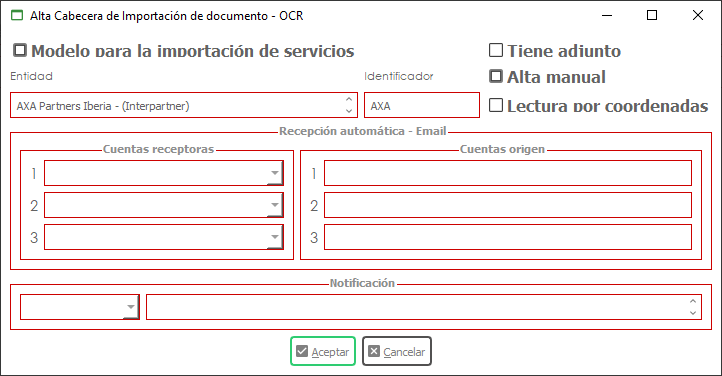 Alta Cabecera de Importación de documento - OCR
Modelo para la importación de servicios
Tiene adjunto
Entidad
Identificador
Alta manual
AXA Partners Iberia - (Interpartner)
AXA
Lectura por coordenadas
Recepción automática - Email
Cuentas receptoras
Cuentas origen
1
1
2
2
3
3
Notificación
Aceptar
Cancelar